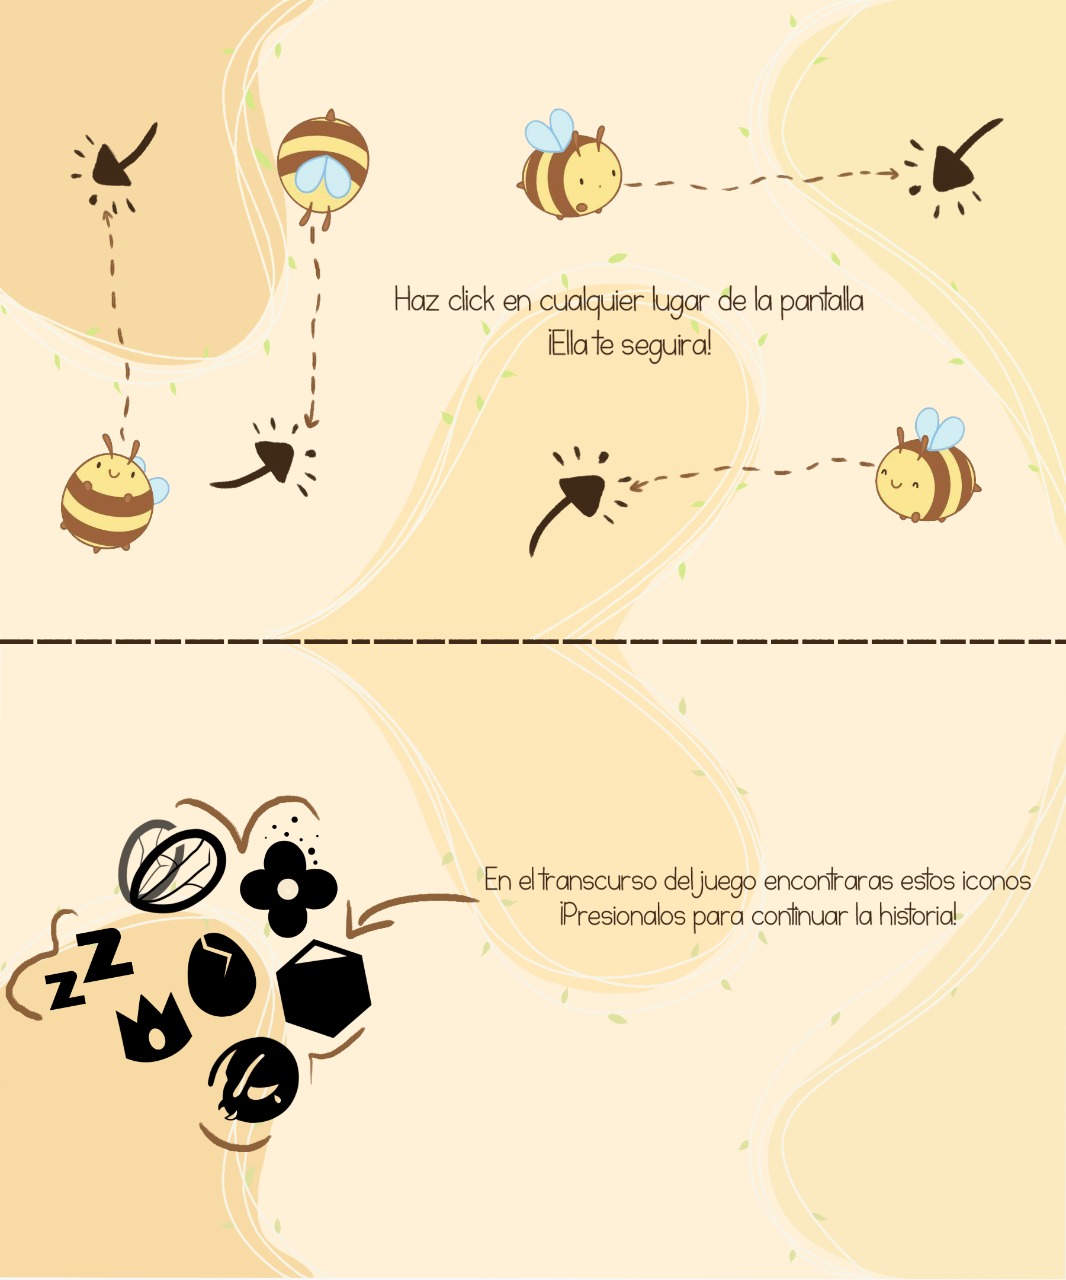 Haz click en cualquier lugar de la pantalla
¡Ella te seguira!
En el transcurso del juego encontraras estos iconos
¡Presionalos para continuar la historia!
zZ